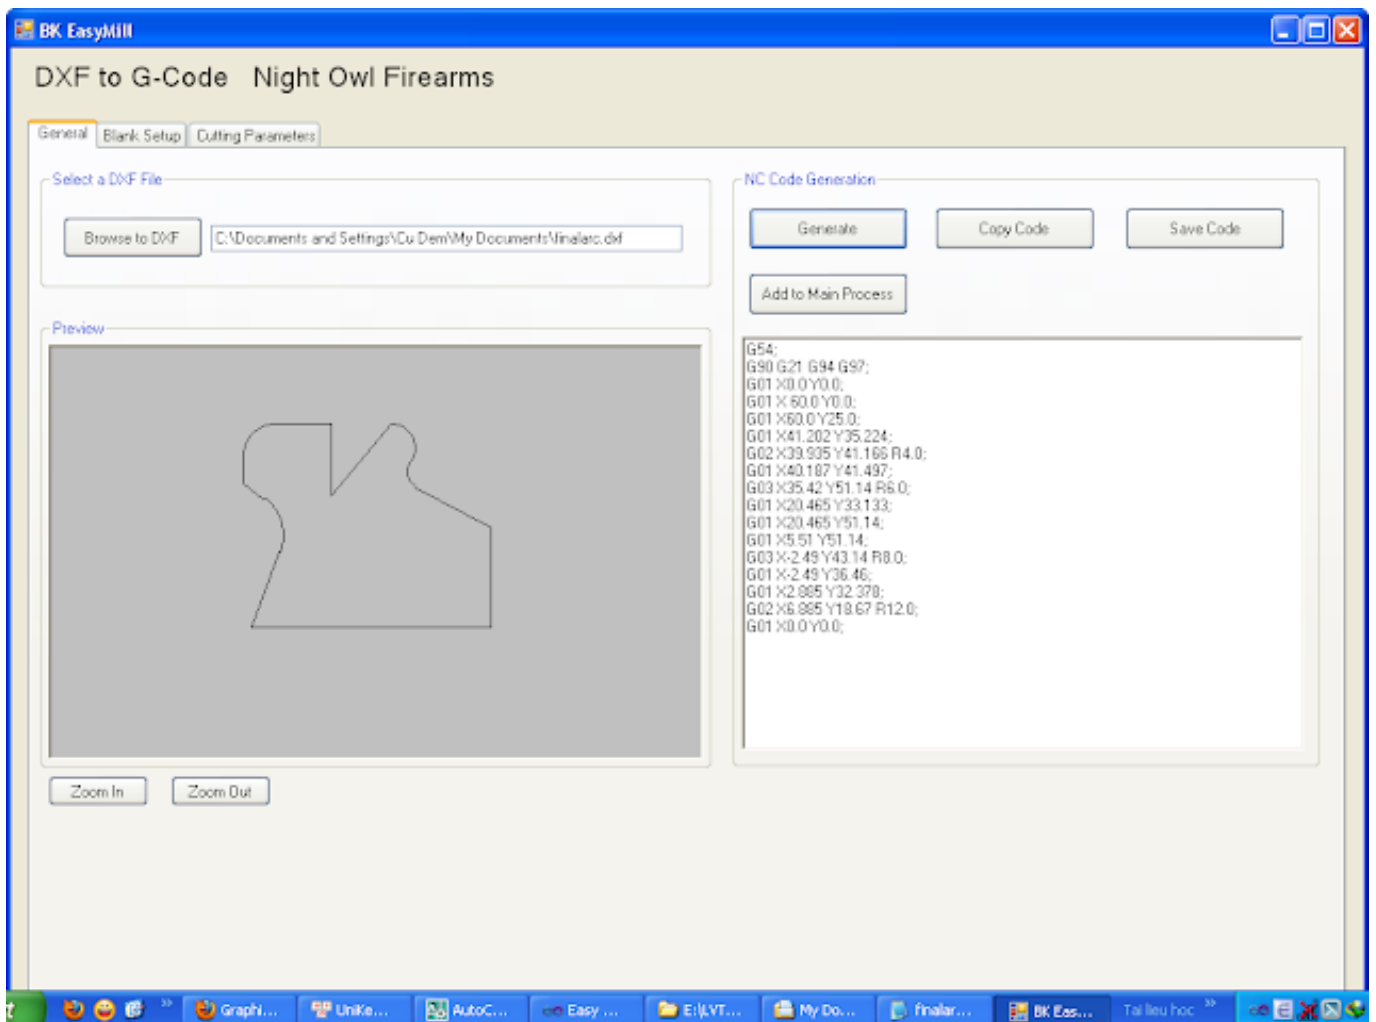 BK EasyMill
DXF to G-Code Night Owl Firearms
General Blank Setup Cutting Parameters
Select a DXF File
Browse to DXF C:\Documents and Settings\Cu Dem\My Documents\finalarc.dxf
Preview
Zoom In Zoom Out
NC Code Generation
Generate Copy Code Save Code
Add to Main Process
G54;
G90 G21 G94 G97;
G01 X0.0 Y0.0;
G01 X 60.0 Y0.0;
G01 X60.0 Y25.0;
G01 X41.202 Y35.224;
G02 X39.935 Y41.166 R4.0;
G01 X40.187 Y41.497;
G03 X35.42 Y51.14 R6.0;
G01 X20.465 Y33.133;
G01 X20.465 Y51.14;
G01 X5.51 Y51.14;
G03 X-2.49 Y43.14 R8.0;
G01 X-2.49 Y36.46;
G01 X2.885 Y32.378;
G02 X6.885 Y18.67 R12.0;
G01 X0.0 Y0.0;
t » Graphi... UniKe... AutoC... Easy ... E:\LVT... My Do... finalar... BK Eas... Tai lieu hoc » E